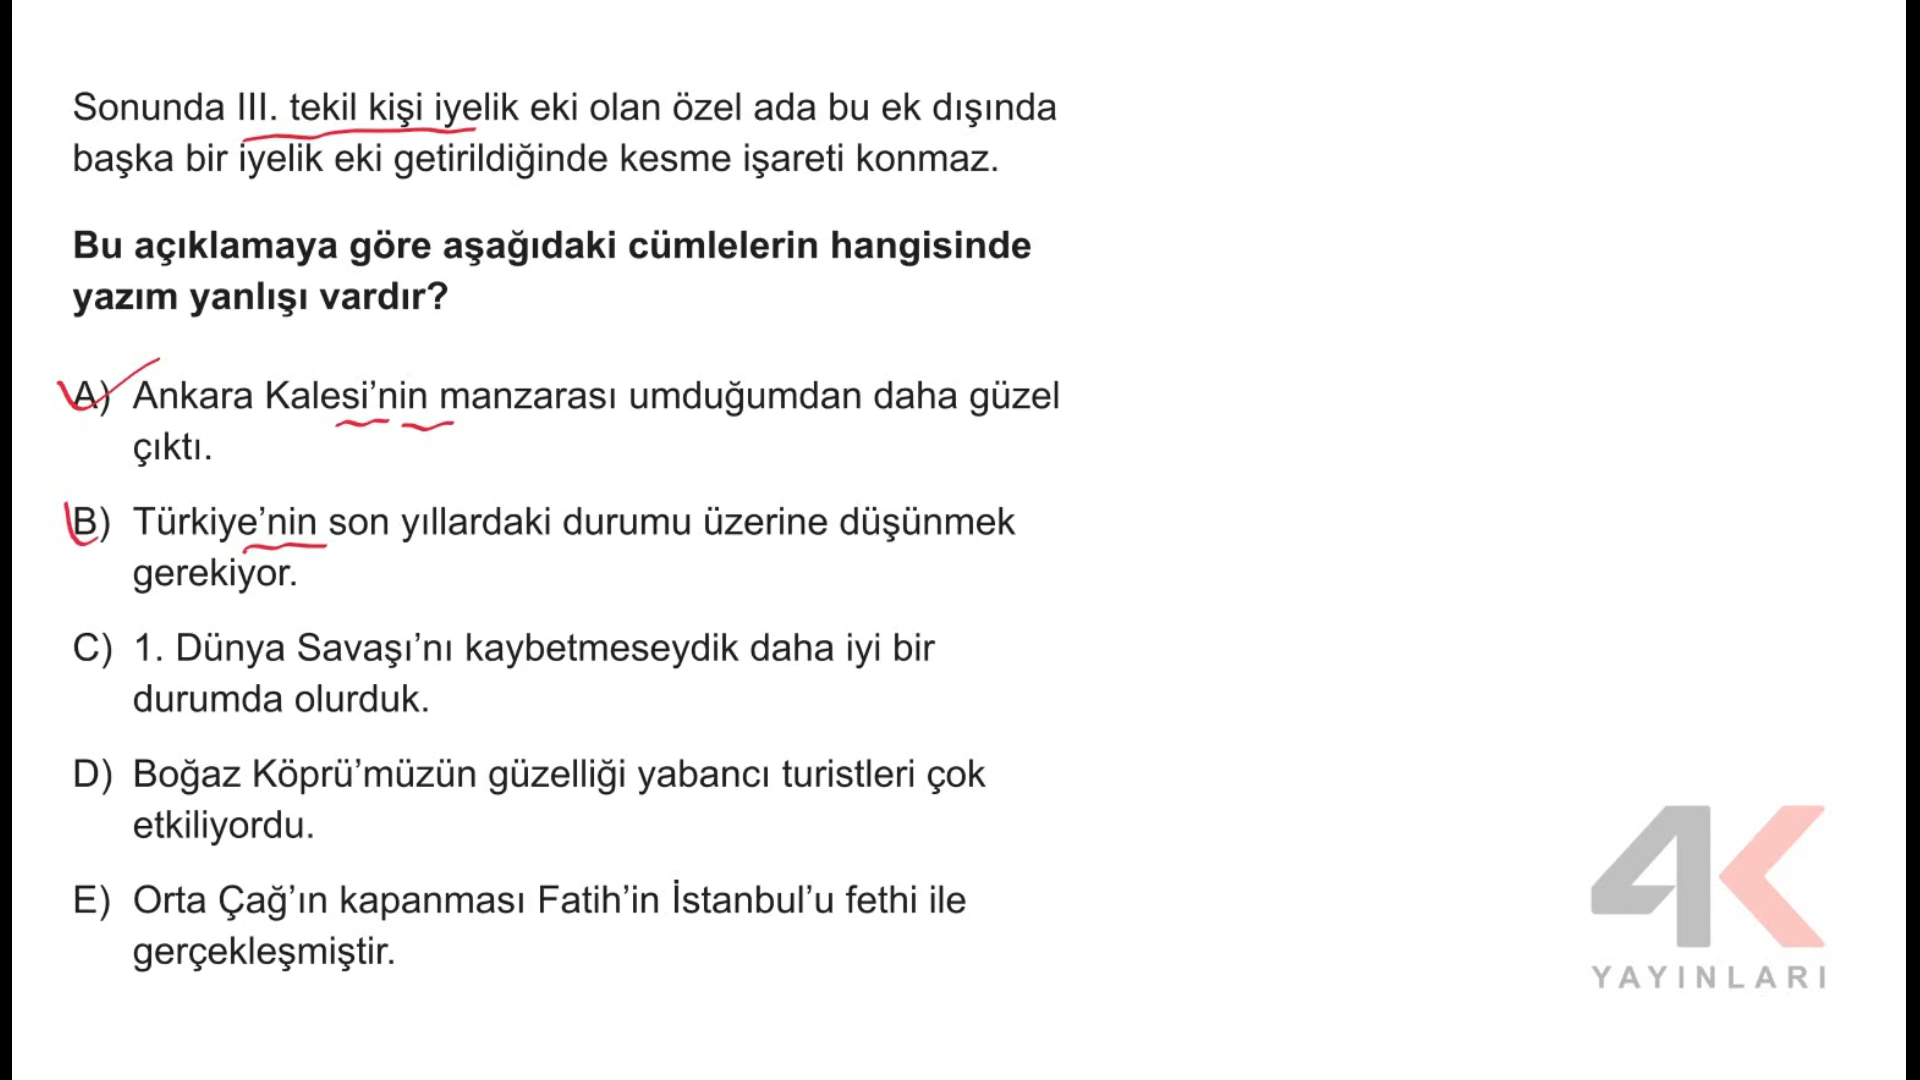 Sonunda III. tekil kişi iyelik eki olan özel ada bu ek dışında
başka bir iyelik eki getirildiğinde kesme işareti konmaz.
Bu açıklamaya göre aşağıdaki cümlelerin hangisinde
yazım yanlışı vardır?
A) Ankara Kalesi’nin manzarası umduğumdan daha güzel
çıktı.
B) Türkiye’nin son yıllardaki durumu üzerine düşünmek
gerekiyor.
C) 1. Dünya Savaşı’nı kaybetmeseydik daha iyi bir
durumda olurduk.
D) Boğaz Köprü’müzün güzelliği yabancı turistleri çok
etkiliyordu.
E) Orta Çağ’ın kapanması Fatih’in İstanbul’u fethi ile
gerçekleşmiştir.
4K
YAYINLARI